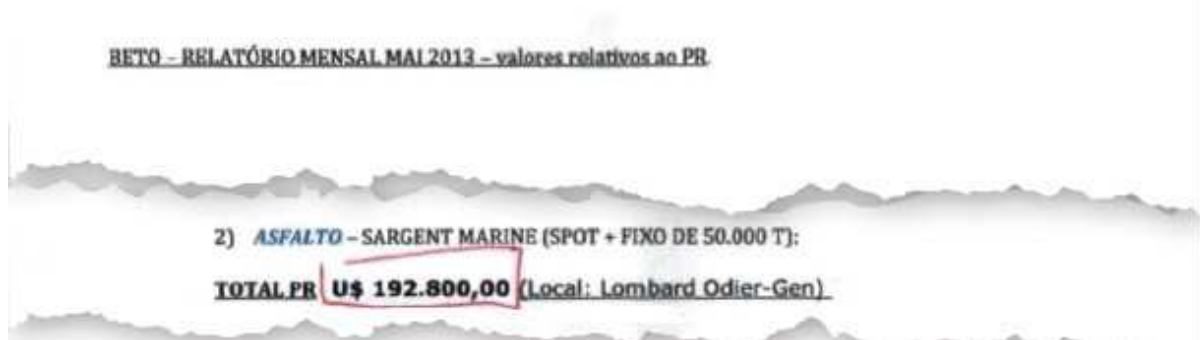 BETO – RELATÓRIO MENSAL MAI 2013 – valores relativos ao PR
2) ASFALTO – SARGENT MARINE (SPOT + FIXO DE 50.000 T):
TOTAL PR U$ 192.800,00 (Local: Lombard Odier-Gen)